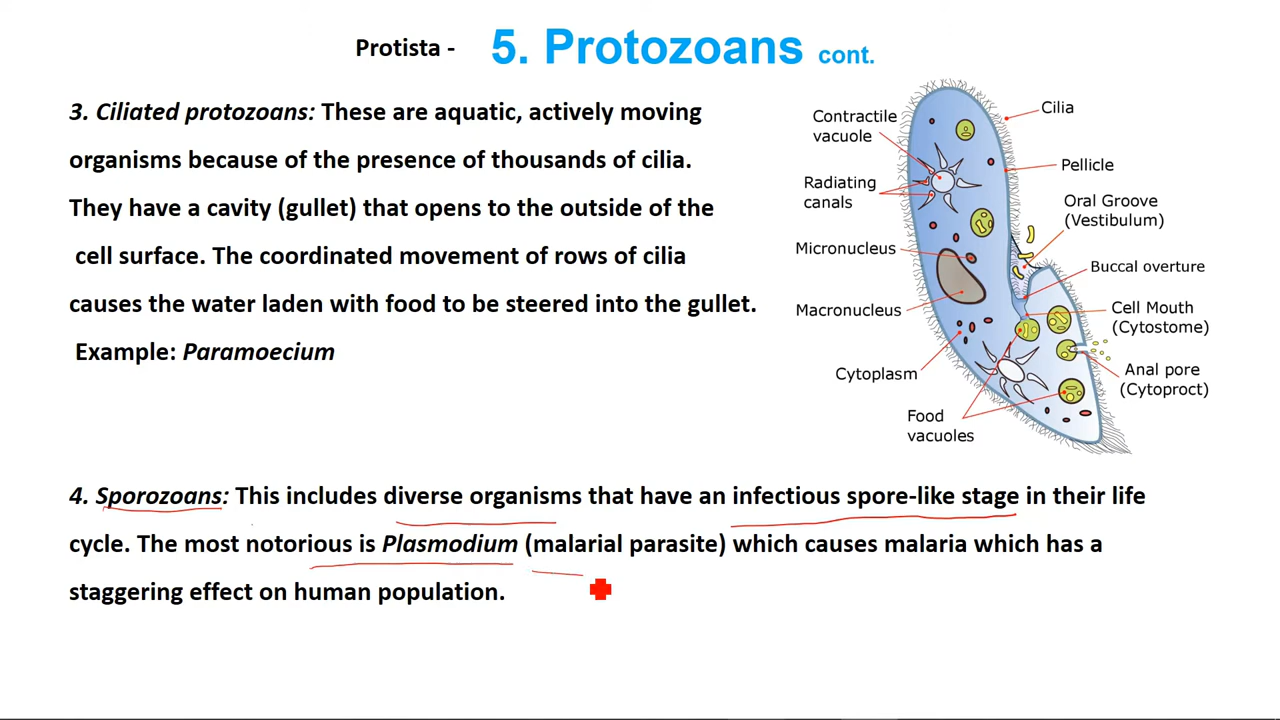 Protista - 5. Protozoans cont.
3. Ciliated protozoans: These are aquatic, actively moving
organisms because of the presence of thousands of cilia.
They have a cavity (gullet) that opens to the outside of the
cell surface. The coordinated movement of rows of cilia
causes the water laden with food to be steered into the gullet.
Example: Paramoecium
Contractile
vacuole
Radiating
canals
Micronucleus
Macronucleus
Cytoplasm
Food
vacuoles
Cilia
Pellicle
Oral Groove
(Vestibulum)
Buccal overture
Cell Mouth
(Cytostome)
Anal pore
(Cytoproct)
4. Sporozoans: This includes diverse organisms that have an infectious spore-like stage in their life
cycle. The most notorious is Plasmodium (malarial parasite) which causes malaria which has a
staggering effect on human population.